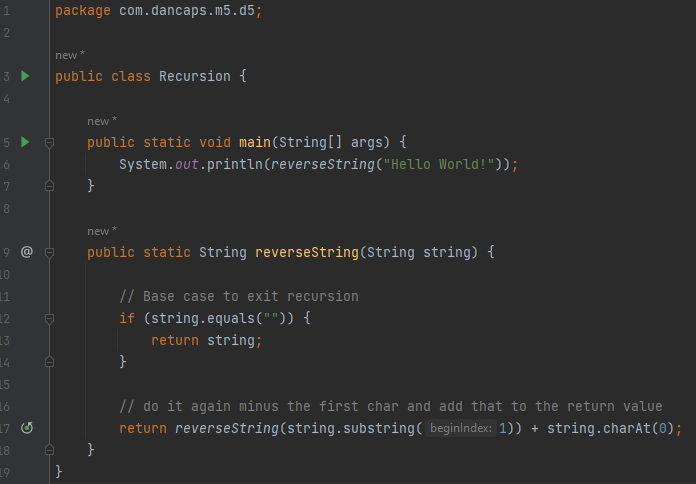 1 package com.dancaps.m5.d5;
2
new *
3 public class Recursion {
4
new *
5 public static void main(String[] args) {
6 System.out.println(reverseString("Hello World!"));
7 }
8
new *
9 @ public static String reverseString(String string) {
10
11 // Base case to exit recursion
12 if (string.equals("")) {
13 return string;
14 }
15
16 // do it again minus the first char and add that to the return value
17 return reverseString(string.substring( beginIndex: 1)) + string.charAt(0);
18 }
19 }